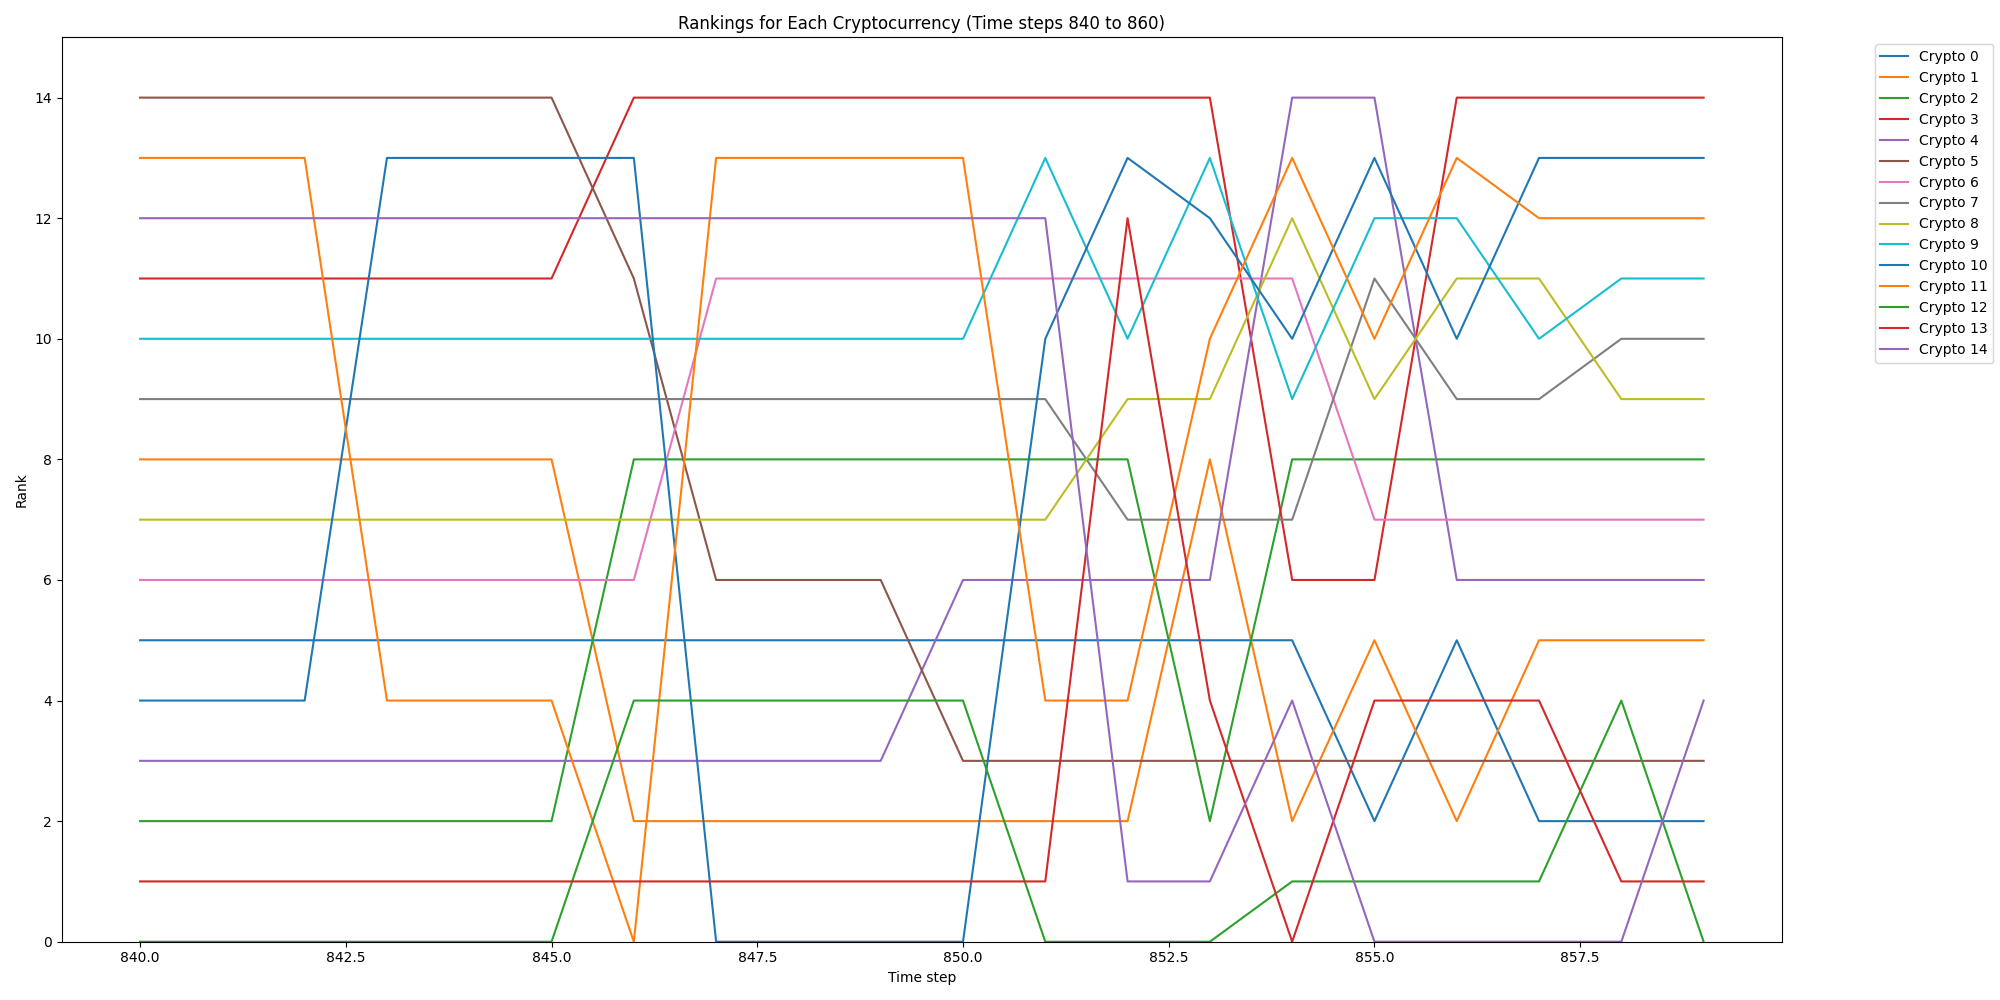 Rankings for Each Cryptocurrency (Time steps 840 to 860)
Rank
14
12
10
8
6
4
2
0
840.0 842.5 845.0 847.5 850.0 852.5 855.0 857.5
Time step
Crypto 0
Crypto 1
Crypto 2
Crypto 3
Crypto 4
Crypto 5
Crypto 6
Crypto 7
Crypto 8
Crypto 9
Crypto 10
Crypto 11
Crypto 12
Crypto 13
Crypto 14